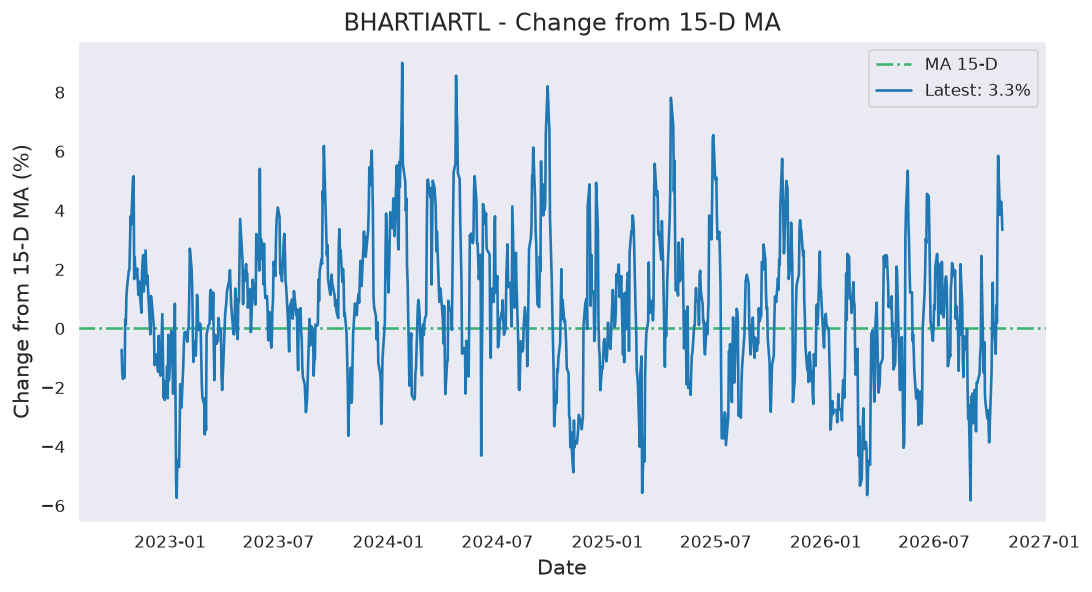 BHARTIARTL - Change from 15-D MA
MA 15-D
Latest: 3.3%
Change from 15-D MA (%)
8
6
4
2
0
−2
−4
−6
2023-01 2023-07 2024-01 2024-07 2025-01 2025-07 2026-01 2026-07 2027-01
Date